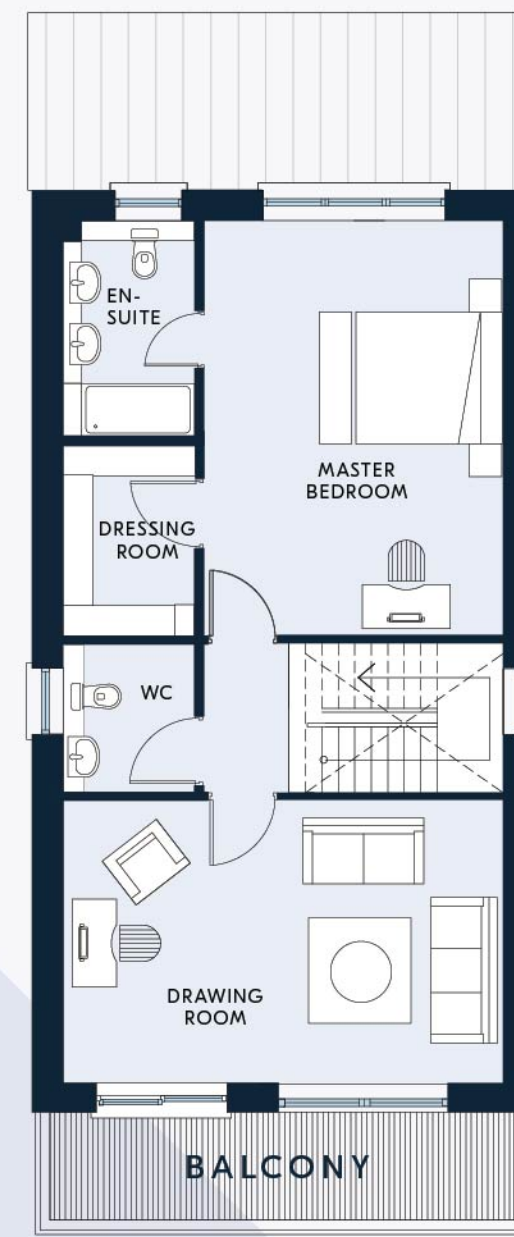 EN-
SUITE
MASTER
BEDROOM
DRESSING
ROOM
WC
DRAWING
ROOM
BALCONY